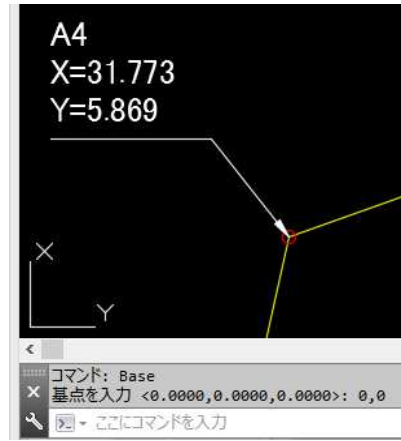 A4
X=31.773
Y=5.869
X
Y
コマンド: Base
基点を入力 <0.0000,0.0000,0.0000>: 0,0
ここにコマンドを入力